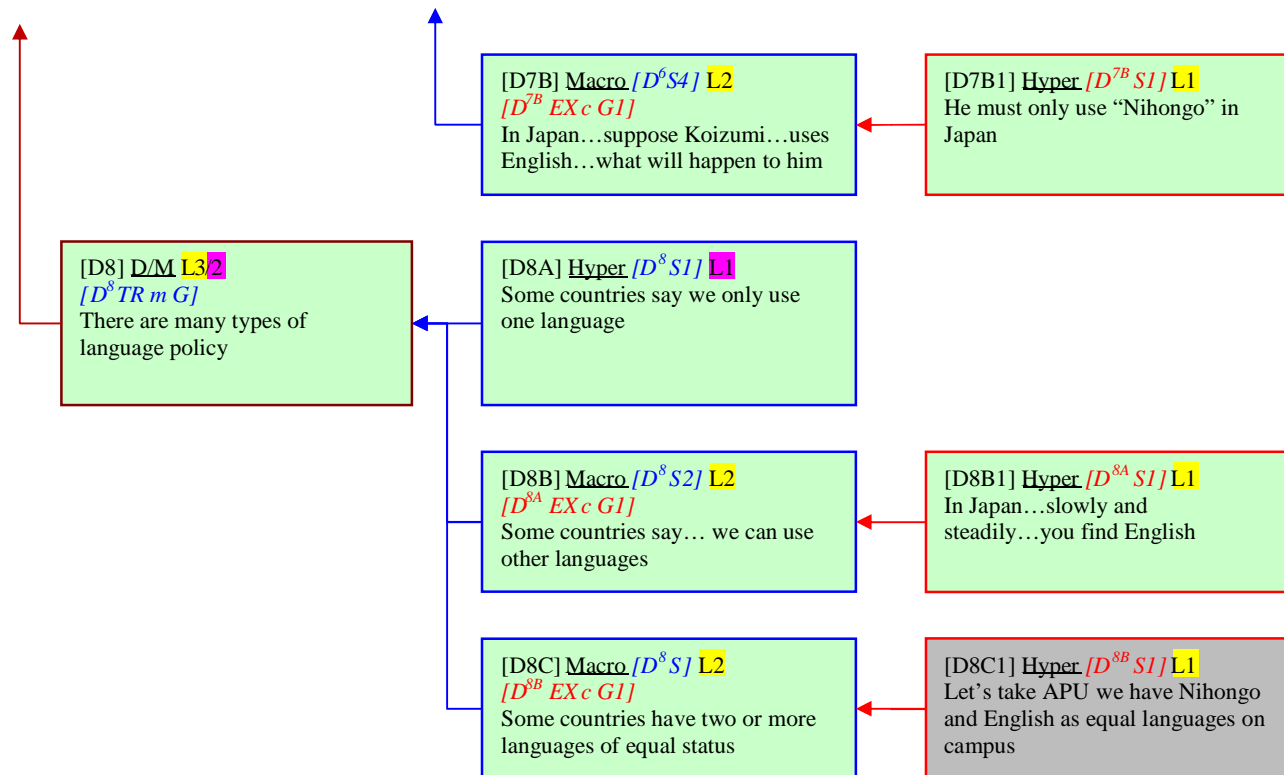 [D7B] Macro [D6S4] L2
[D7B EX c G1]
In Japan…suppose Koizumi…uses
English…what will happen to him
[D7B1] Hyper [D7B S1] L1
He must only use “Nihongo” in
Japan
[D8] D/M L3/2
[D8 TR m G]
There are many types of
language policy
[D8A] Hyper [D8 S1] L1
Some countries say we only use
one language
[D8B] Macro [D8 S2] L2
[D8A EX c G1]
Some countries say… we can use
other languages
[D8B1] Hyper [D8A S1] L1
In Japan…slowly and
steadily…you find English
[D8C] Macro [D8 S] L2
[D8B EX c G1]
Some countries have two or more
languages of equal status
[D8C1] Hyper [D8B S1] L1
Let’s take APU we have Nihongo
and English as equal languages on
campus